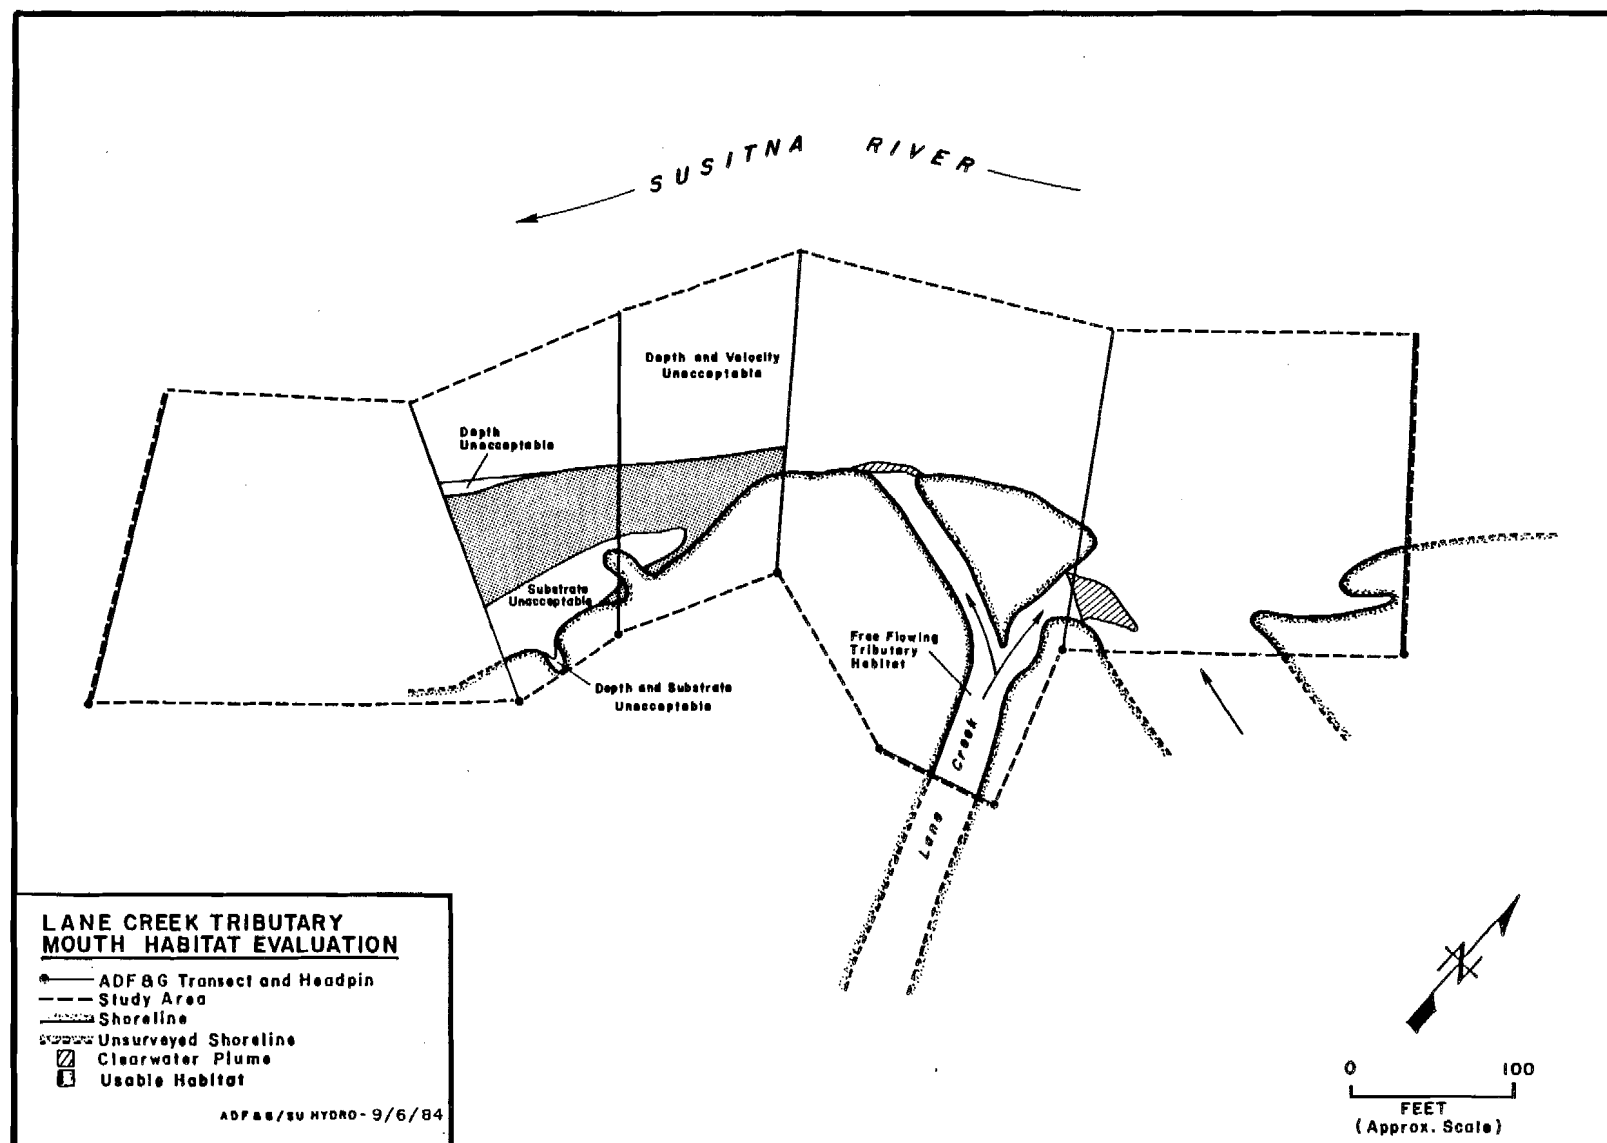 SUSITNA RIVER
Depth and Velocity
Unacceptable
Depth
Unacceptable
Substrate
Unacceptable
Free Flowing
Tributary
Habitat
Depth and Substrate
Unacceptable
Lane Creek
LANE CREEK TRIBUTARY
MOUTH HABITAT EVALUATION
ADF&G Transect and Headpin
Study Area
Shoreline
Unsurveyed Shoreline
Clearwater Plume
Usable Habitat
ADF&G/SU HYDRO - 9/6/84
N
0 100
FEET
(Approx. Scale)